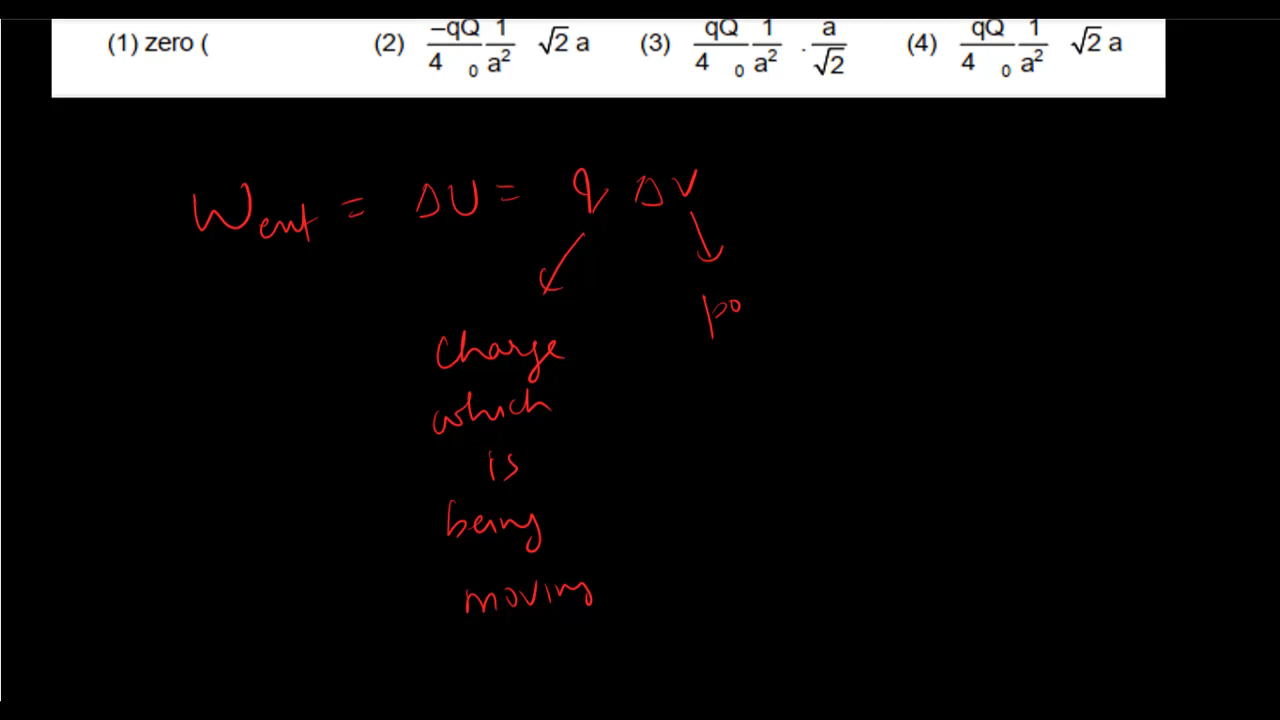 (1) zero ( (2) –qQ/4 0 1/a² √2 a (3) qQ/4 0 1/a² . a/√2 (4) qQ/4 0 1/a² √2 a
Went = ΔU = q ΔV
po
Charge
which
is
being
moving